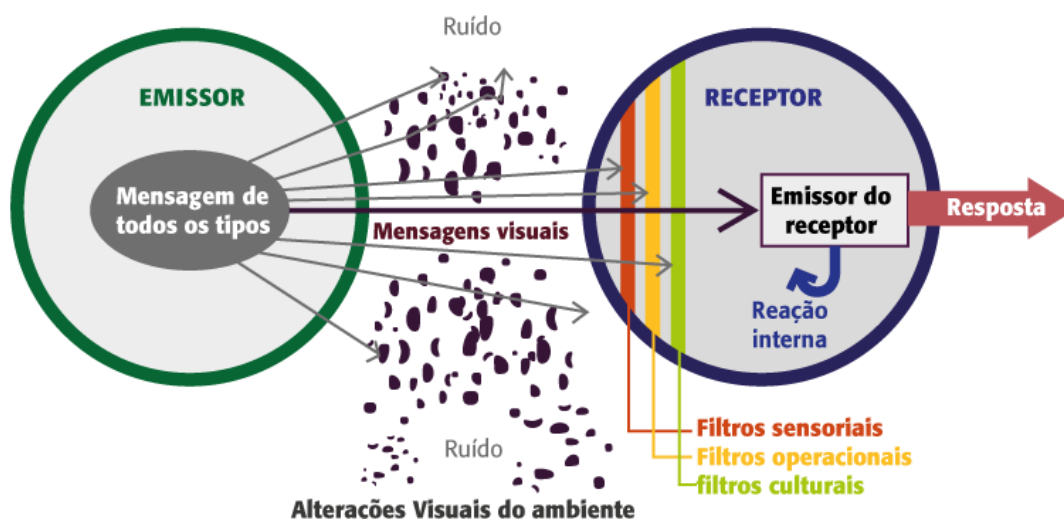 Ruído
EMISSOR
RECEPTOR
Mensagem de
todos os tipos
Mensagens visuais
Emissor do
receptor
Resposta
Reação
interna
Filtros sensoriais
Filtros operacionais
filtros culturais
Ruído
Alterações Visuais do ambiente